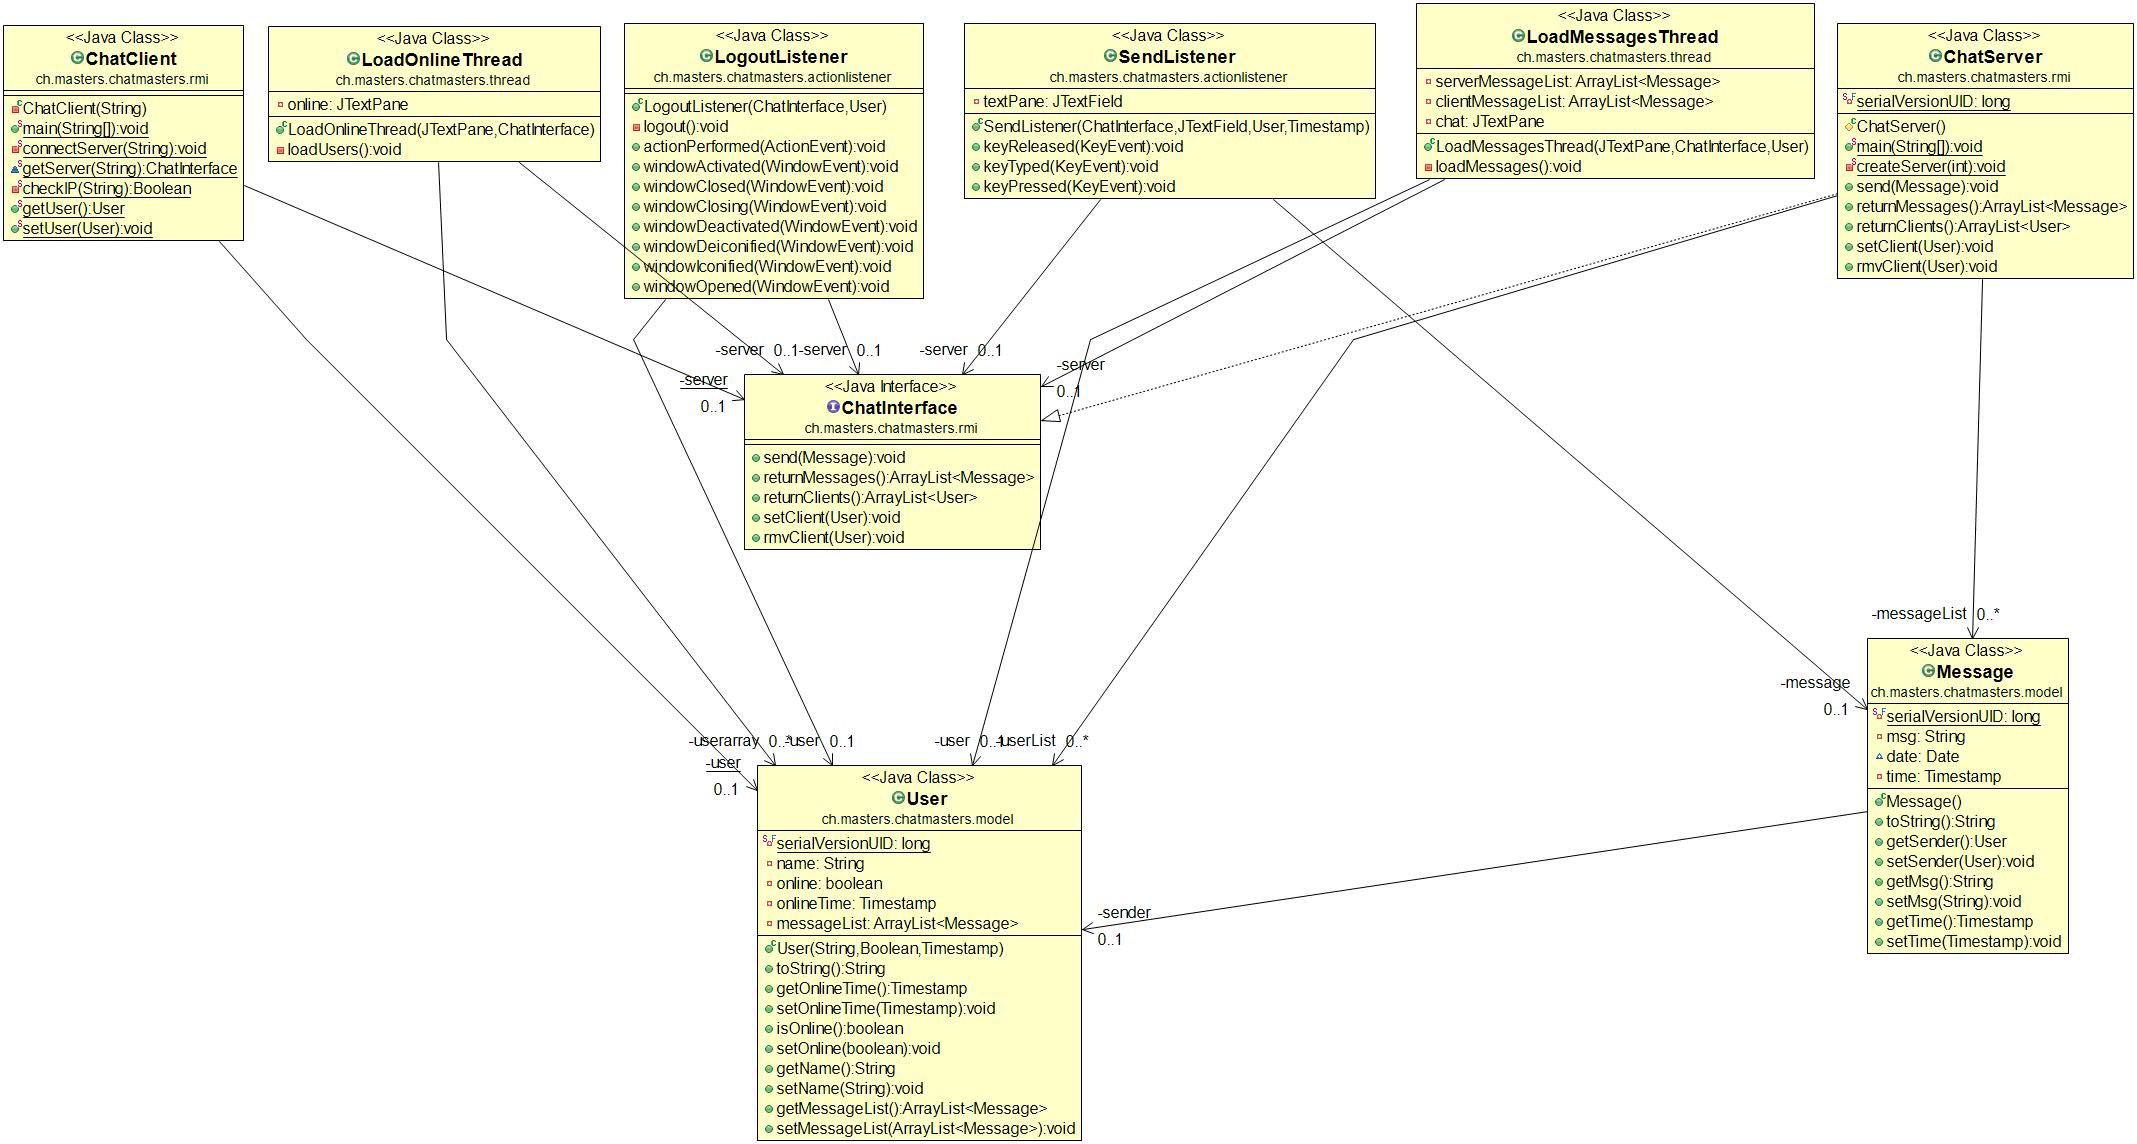 <<Java Class>>
ChatClient
ch.masters.chatmasters.rmi
ChatClient(String)
main(String[]):void
connectServer(String):void
getServer(String):ChatInterface
checkIP(String):Boolean
getUser():User
setUser(User):void
<<Java Class>>
LoadOnlineThread
ch.masters.chatmasters.thread
online: JTextPane
LoadOnlineThread(JTextPane,ChatInterface)
loadUsers():void
<<Java Class>>
LogoutListener
ch.masters.chatmasters.actionlistener
LogoutListener(ChatInterface,User)
logout():void
actionPerformed(ActionEvent):void
windowActivated(WindowEvent):void
windowClosed(WindowEvent):void
windowClosing(WindowEvent):void
windowDeactivated(WindowEvent):void
windowDeiconified(WindowEvent):void
windowIconified(WindowEvent):void
windowOpened(WindowEvent):void
<<Java Class>>
SendListener
ch.masters.chatmasters.actionlistener
textPane: JTextField
SendListener(ChatInterface,JTextField,User,Timestamp)
keyReleased(KeyEvent):void
keyTyped(KeyEvent):void
keyPressed(KeyEvent):void
<<Java Class>>
LoadMessagesThread
ch.masters.chatmasters.thread
serverMessageList: ArrayList<Message>
clientMessageList: ArrayList<Message>
chat: JTextPane
LoadMessagesThread(JTextPane,ChatInterface,User)
loadMessages():void
<<Java Class>>
ChatServer
ch.masters.chatmasters.rmi
serialVersionUID: long
ChatServer()
main(String[]):void
createServer(int):void
send(Message):void
returnMessages():ArrayList<Message>
returnClients():ArrayList<User>
setClient(User):void
rmvClient(User):void
-server 0..1
-server 0..1
-server 0..1
-server
0..1
-server
0..1
<<Java Interface>>
ChatInterface
ch.masters.chatmasters.rmi
send(Message):void
returnMessages():ArrayList<Message>
returnClients():ArrayList<User>
setClient(User):void
rmvClient(User):void
-messageList 0..*
-message
0..1
<<Java Class>>
Message
ch.masters.chatmasters.model
serialVersionUID: long
msg: String
date: Date
time: Timestamp
Message()
toString():String
getSender():User
setSender(User):void
getMsg():String
setMsg(String):void
getTime():Timestamp
setTime(Timestamp):void
-userarray 0..*
-user 0..1
-user 0..1
-userList 0..*
-user
0..1
-sender
0..1
<<Java Class>>
User
ch.masters.chatmasters.model
serialVersionUID: long
name: String
online: boolean
onlineTime: Timestamp
messageList: ArrayList<Message>
User(String,Boolean,Timestamp)
toString():String
getOnlineTime():Timestamp
setOnlineTime(Timestamp):void
isOnline():boolean
setOnline(boolean):void
getName():String
setName(String):void
getMessageList():ArrayList<Message>
setMessageList(ArrayList<Message>):void